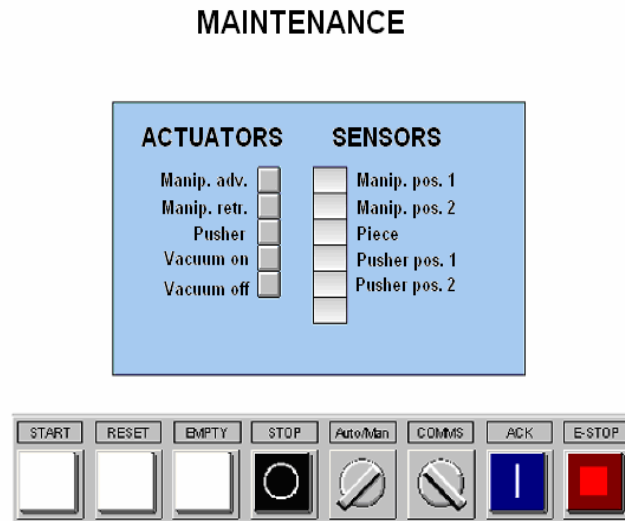 MAINTENANCE
ACTUATORS
Manip. adv.
Manip. retr.
Pusher
Vacuum on
Vacuum off
SENSORS
Manip. pos. 1
Manip. pos. 2
Piece
Pusher pos. 1
Pusher pos. 2
START RESET EMPTY STOP Auto/Man COMMS ACK E-STOP